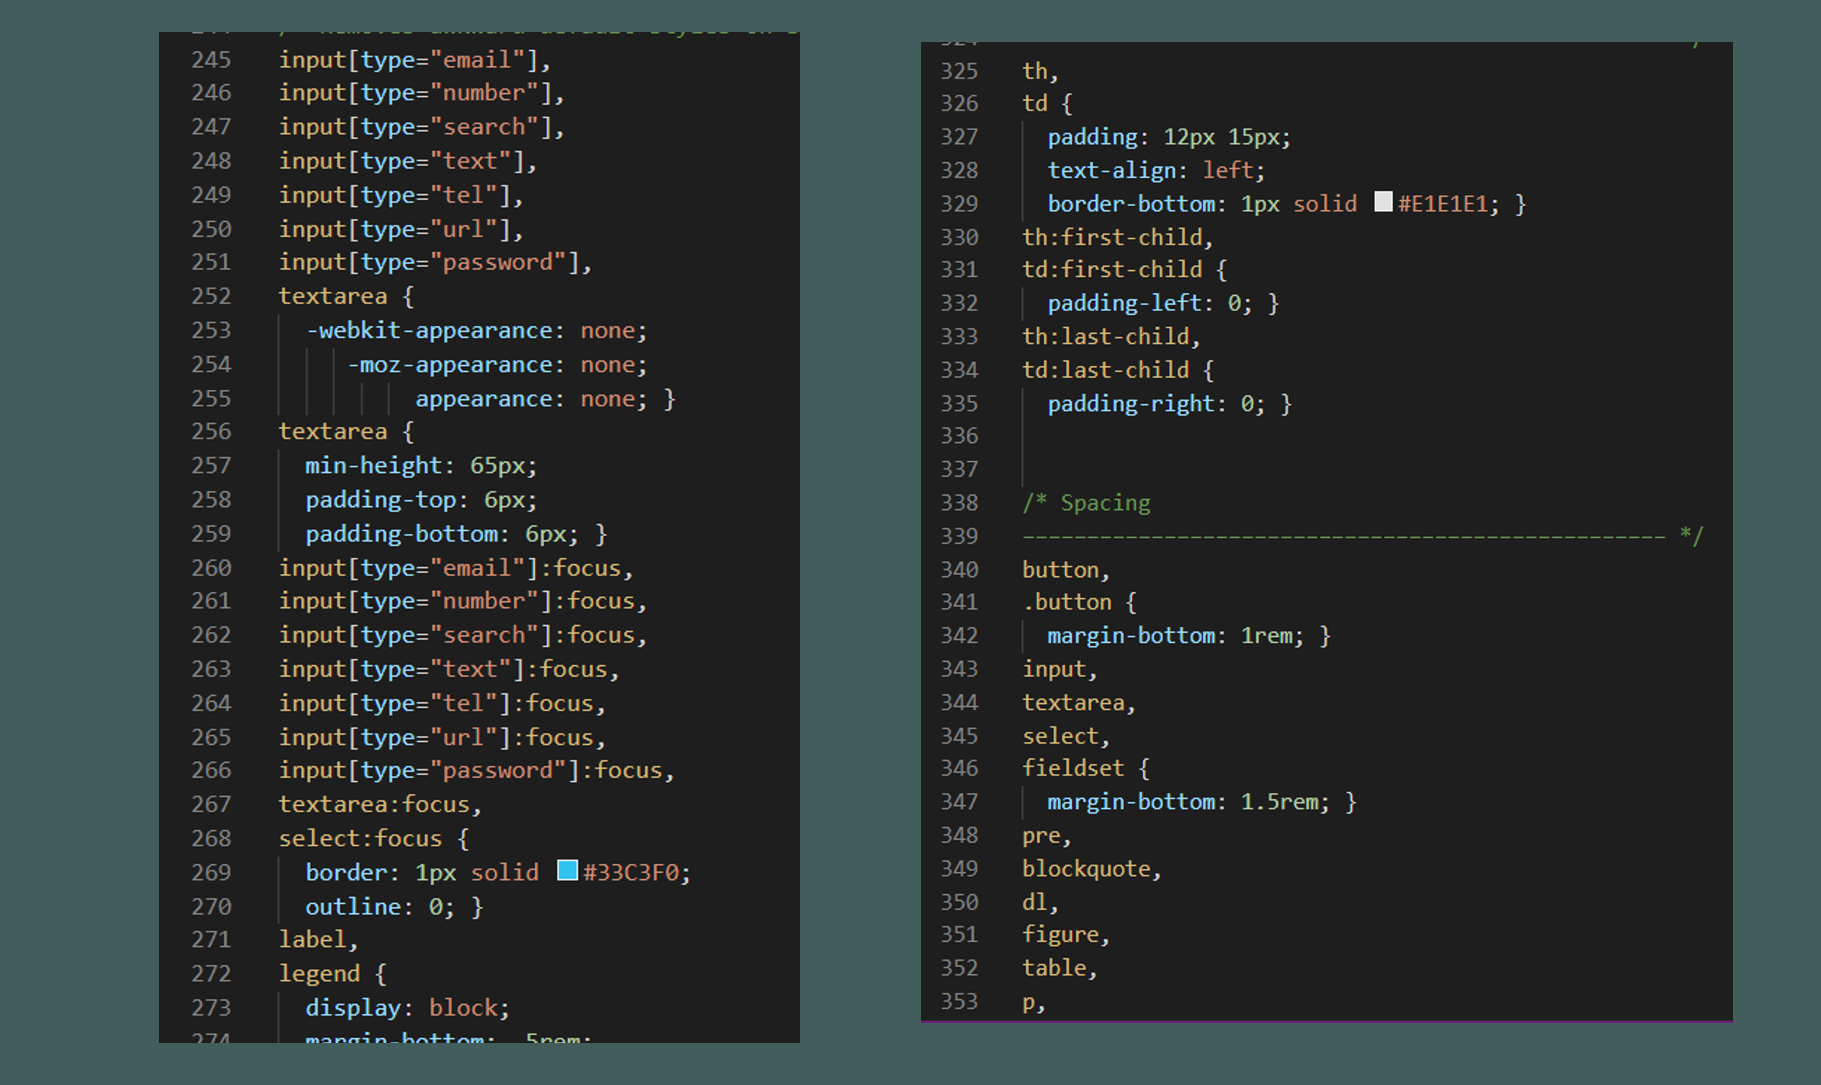 245 input[type="email"],
246 input[type="number"],
247 input[type="search"],
248 input[type="text"],
249 input[type="tel"],
250 input[type="url"],
251 input[type="password"],
252 textarea {
253 -webkit-appearance: none;
254 -moz-appearance: none;
255 appearance: none; }
256 textarea {
257 min-height: 65px;
258 padding-top: 6px;
259 padding-bottom: 6px; }
260 input[type="email"]:focus,
261 input[type="number"]:focus,
262 input[type="search"]:focus,
263 input[type="text"]:focus,
264 input[type="tel"]:focus,
265 input[type="url"]:focus,
266 input[type="password"]:focus,
267 textarea:focus,
268 select:focus {
269 border: 1px solid #33C3F0;
270 outline: 0; }
271 label,
272 legend {
273 display: block;
274 margin-bottom: .5rem;
324 */
325 th,
326 td {
327 padding: 12px 15px;
328 text-align: left;
329 border-bottom: 1px solid #E1E1E1; }
330 th:first-child,
331 td:first-child {
332 padding-left: 0; }
333 th:last-child,
334 td:last-child {
335 padding-right: 0; }
336
337
338 /* Spacing
339 –––––––––––––––––––––––––––––––––––––––––––––––––– */
340 button,
341 .button {
342 margin-bottom: 1rem; }
343 input,
344 textarea,
345 select,
346 fieldset {
347 margin-bottom: 1.5rem; }
348 pre,
349 blockquote,
350 dl,
351 figure,
352 table,
353 p,